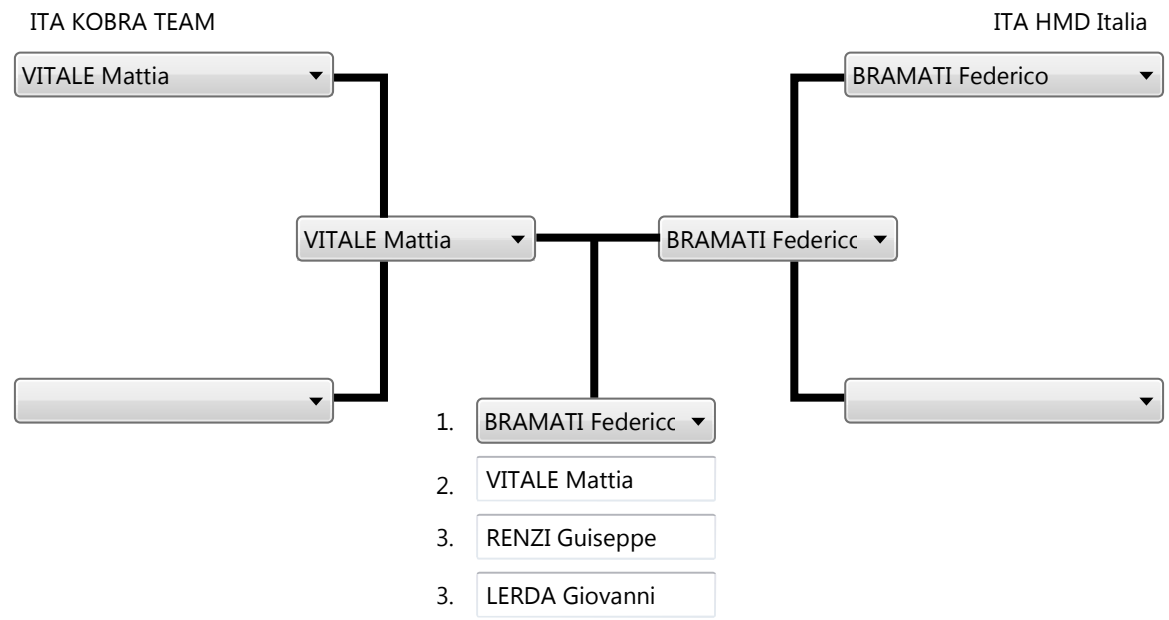 ITA KOBRA TEAM
ITA HMD Italia
VITALE Mattia
BRAMATI Federico
VITALE Mattia
BRAMATI Federicc
1. BRAMATI Federicc
2. VITALE Mattia
3. RENZI Guiseppe
3. LERDA Giovanni